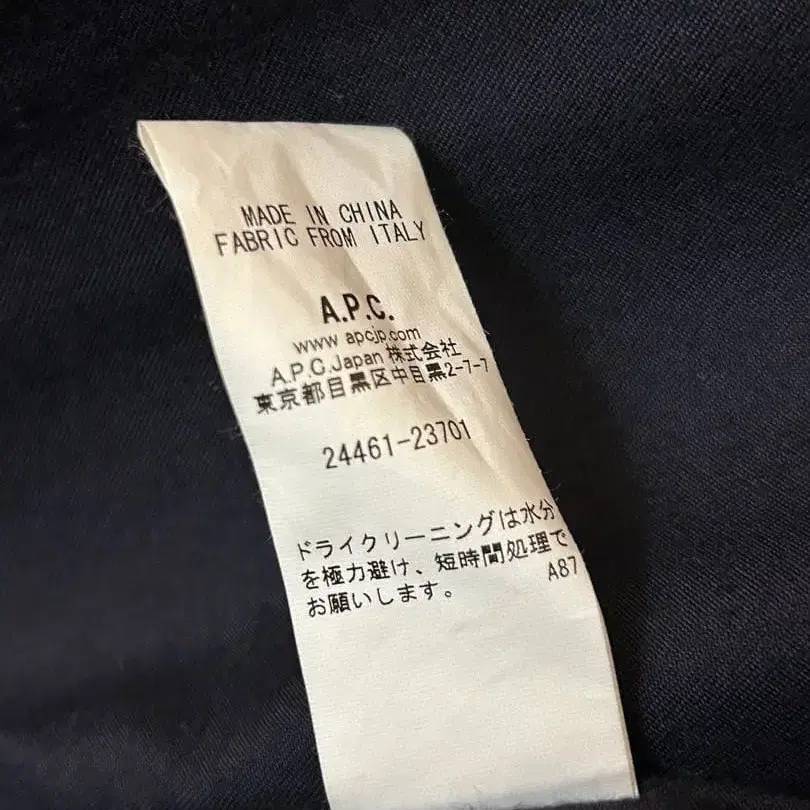 MADE IN CHINA
FABRIC FROM ITALY
A.P.C.
www apcjp.com
A.P.C.Japan 株式会社
東京都目黒区中目黒2-7-7
24461-23701
ドライクリーニングは水分
を極力避け、短時間処理で
お願いします。
A87